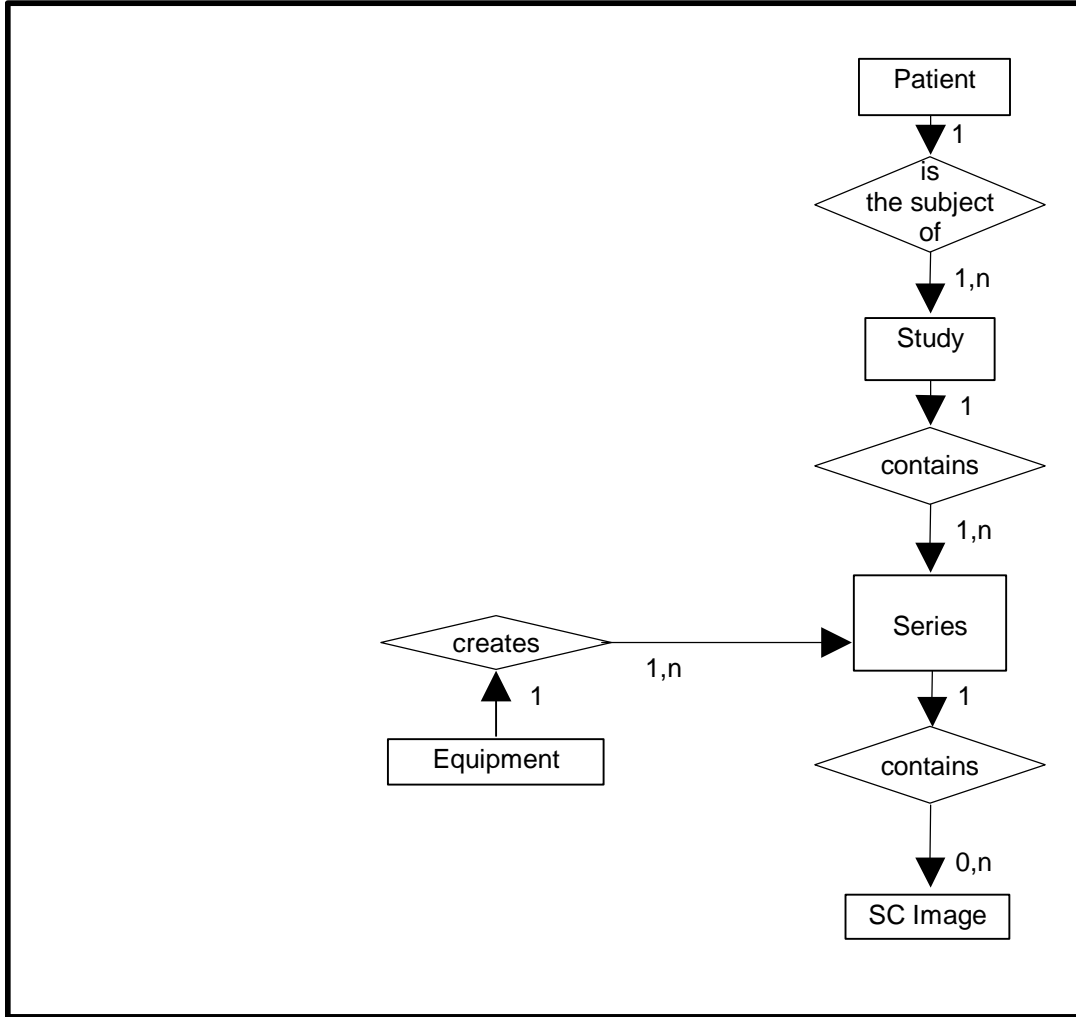 Patient
1
is
the subject
of
1,n
Study
1
contains
1,n
Series
creates
1,n
1
1
Equipment
contains
0,n
SC Image